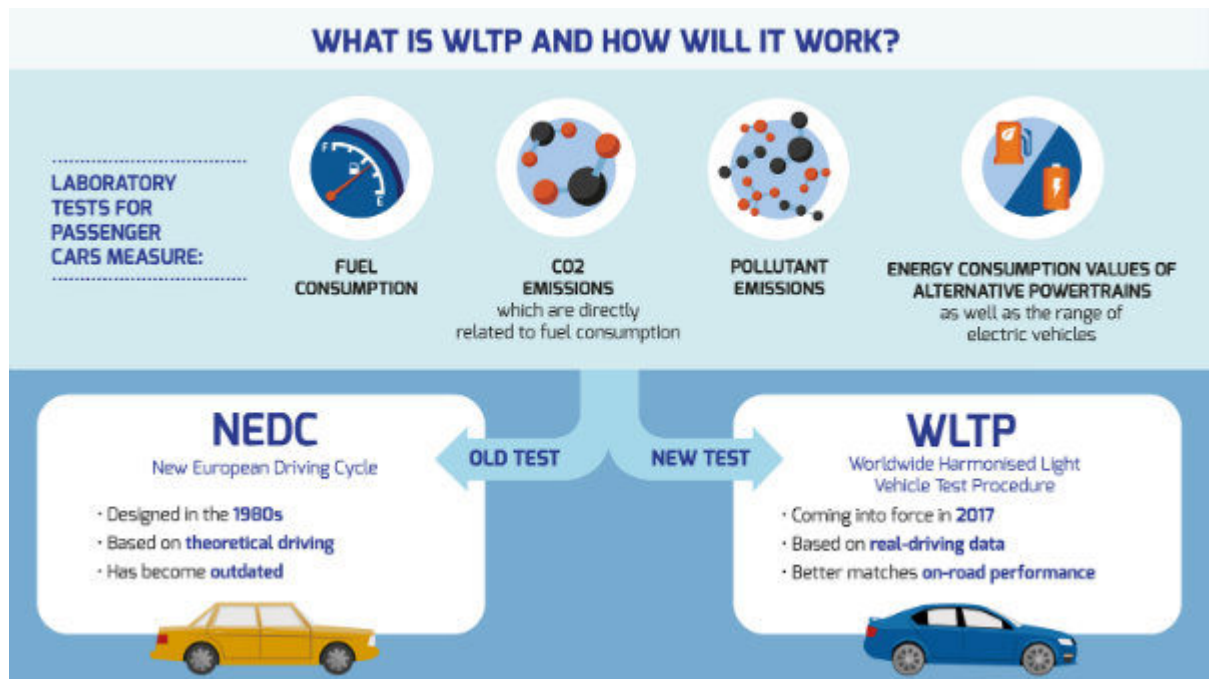 WHAT IS WLTP AND HOW WILL IT WORK?
LABORATORY
TESTS FOR
PASSENGER
CARS MEASURE:
F
E
FUEL
CONSUMPTION
CO2
EMISSIONS
which are directly
related to fuel consumption
POLLUTANT
EMISSIONS
ENERGY CONSUMPTION VALUES OF
ALTERNATIVE POWERTRAINS
as well as the range of
electric vehicles
OLD TEST
NEW TEST
NEDC
New European Driving Cycle
· Designed in the 1980s
· Based on theoretical driving
· Has become outdated
WLTP
Worldwide Harmonised Light
Vehicle Test Procedure
· Coming into force in 2017
· Based on real-driving data
· Better matches on-road performance